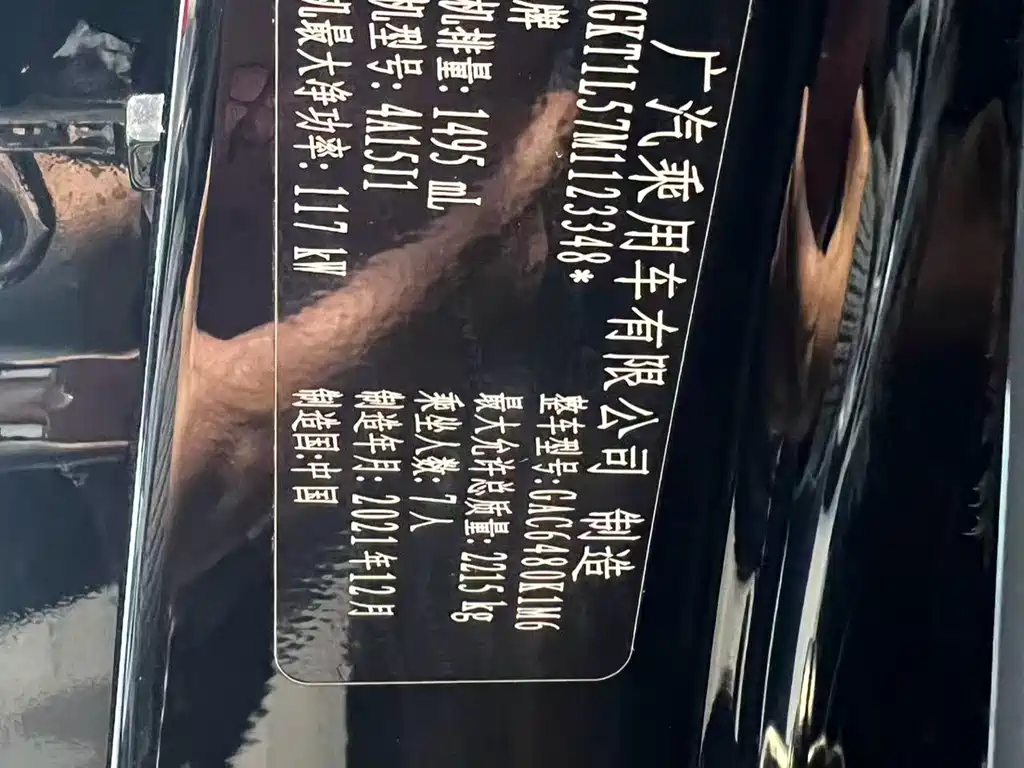 广汽乘用车有限公司 制造
GKT1L57M1123348*
牌 整车型号:GAC6480K1M6
机排量: 1495 mL 最大允许总质量: 2215 kg
机型号: 4A15J1 乘坐人数: 7人
机最大净功率: 117 kW 制造年月: 2021年12月
制造国:中国